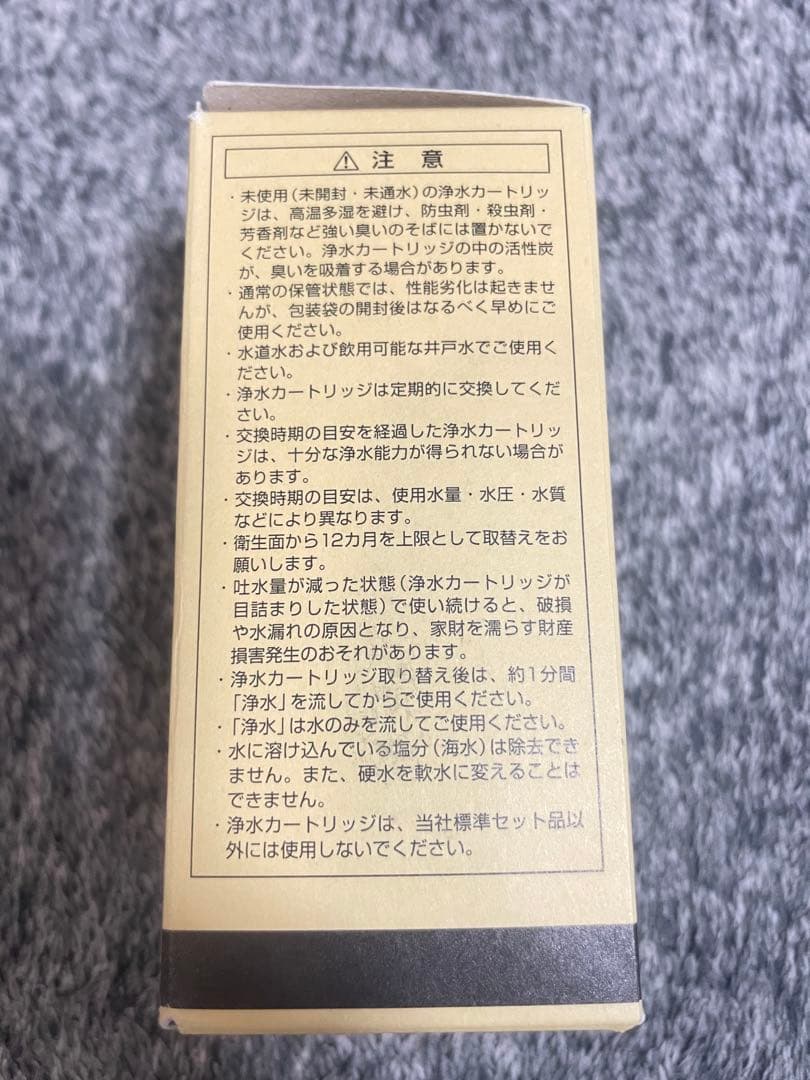 ⚠ 注 意
・未使用(未開封・未通水)の浄水カートリッ
ジは、高温多湿を避け、防虫剤・殺虫剤・
芳香剤など強い臭いのそばには置かないで
ください。浄水カートリッジの中の活性炭
が、臭いを吸着する場合があります。
・通常の保管状態では、性能劣化は起きませ
んが、包装袋の開封後はなるべく早めにご
使用ください。
・水道水および飲用可能な井戸水でご使用く
ださい。
・浄水カートリッジは定期的に交換してくだ
さい。
・交換時期の目安を経過した浄水カートリッ
ジは、十分な浄水能力が得られない場合が
あります。
・交換時期の目安は、使用水量・水圧・水質
などにより異なります。
・衛生面から12カ月を上限として取替えをお
願いします。
・吐水量が減った状態(浄水カートリッジが
目詰まりした状態)で使い続けると、破損
や水漏れの原因となり、家財を濡らす財産
損害発生のおそれがあります。
・浄水カートリッジ取り替え後は、約1分間
「浄水」を流してからご使用ください。
・「浄水」は水のみを流してご使用ください。
・水に溶け込んでいる塩分(海水)は除去でき
ません。また、硬水を軟水に変えることは
できません。
・浄水カートリッジは、当社標準セット品以
外には使用しないでください。